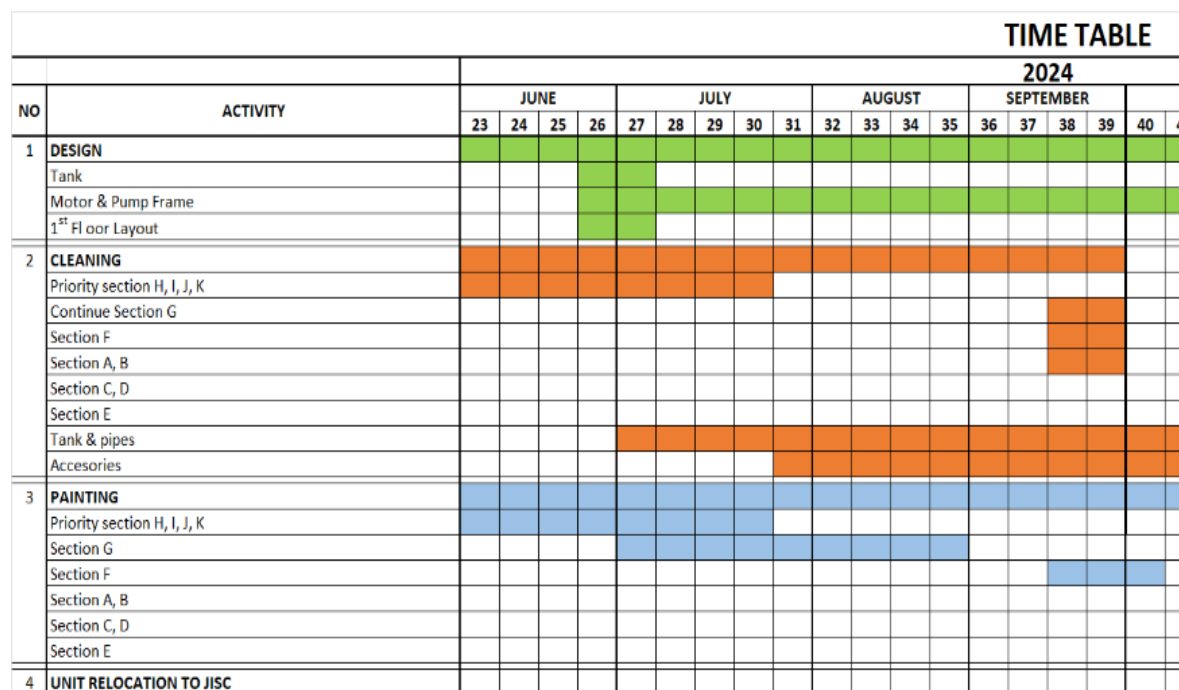 TIME TABLE
2024
NO ACTIVITY JUNE JULY AUGUST SEPTEMBER
23 24 25 26 27 28 29 30 31 32 33 34 35 36 37 38 39 40
1 DESIGN
Tank
Motor & Pump Frame
1st Fl oor Layout
2 CLEANING
Priority section H, I, J, K
Continue Section G
Section F
Section A, B
Section C, D
Section E
Tank & pipes
Accesories
3 PAINTING
Priority section H, I, J, K
Section G
Section F
Section A, B
Section C, D
Section E
4 UNIT RELOCATION TO JISC